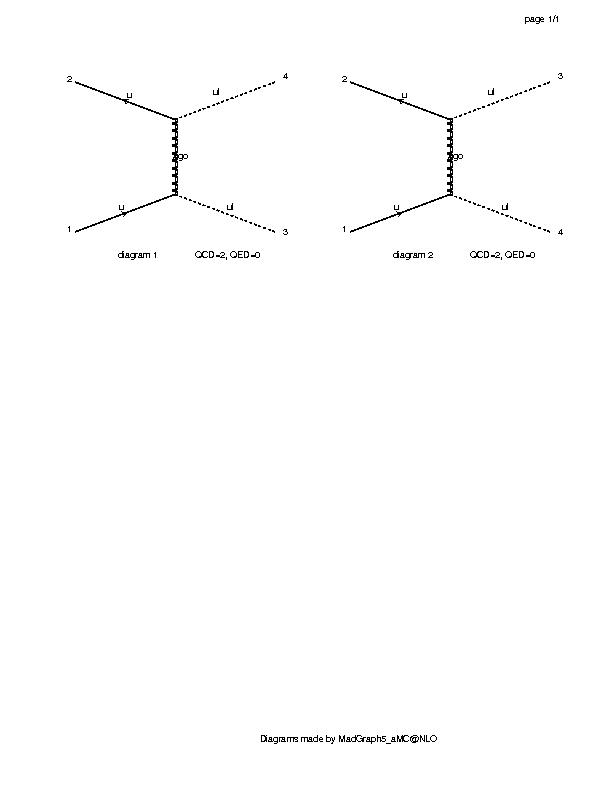 page 1/1
2 u ul 4
go
1 u ul 3
diagram 1 QCD=2, QED=0
2 u ul 3
go
1 u ul 4
diagram 2 QCD=2, QED=0
Diagrams made by MadGraph5_aMC@NLO